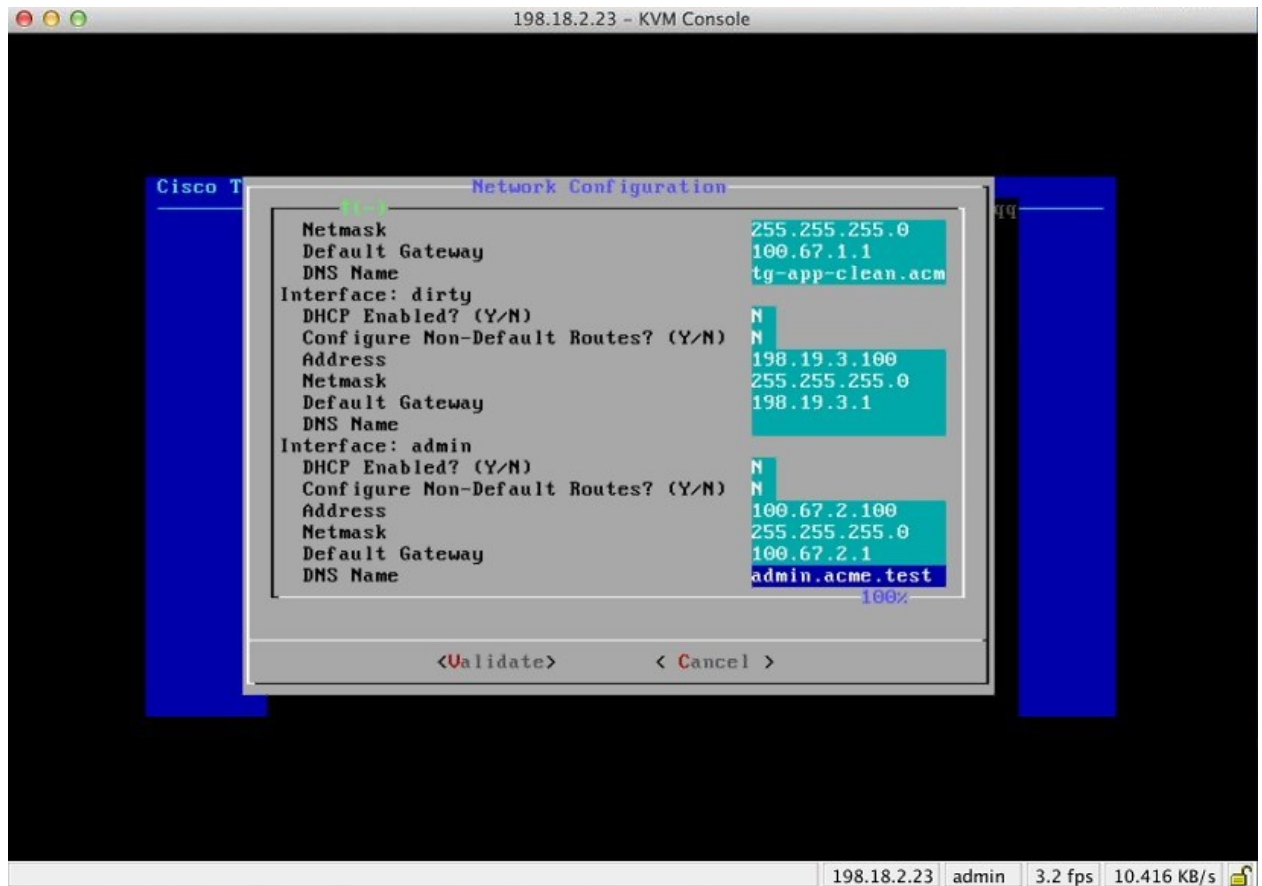 198.18.2.23 – KVM Console
Cisco T
Network Configuration
↑(-)
qq
Netmask 255.255.255.0
Default Gateway 100.67.1.1
DNS Name tg-app-clean.acm
Interface: dirty
DHCP Enabled? (Y/N) N
Configure Non-Default Routes? (Y/N) N
Address 198.19.3.100
Netmask 255.255.255.0
Default Gateway 198.19.3.1
DNS Name
Interface: admin
DHCP Enabled? (Y/N) N
Configure Non-Default Routes? (Y/N) N
Address 100.67.2.100
Netmask 255.255.255.0
Default Gateway 100.67.2.1
DNS Name admin.acme.test
100%
<Validate> < Cancel >
198.18.2.23 admin 3.2 fps 10.416 KB/s